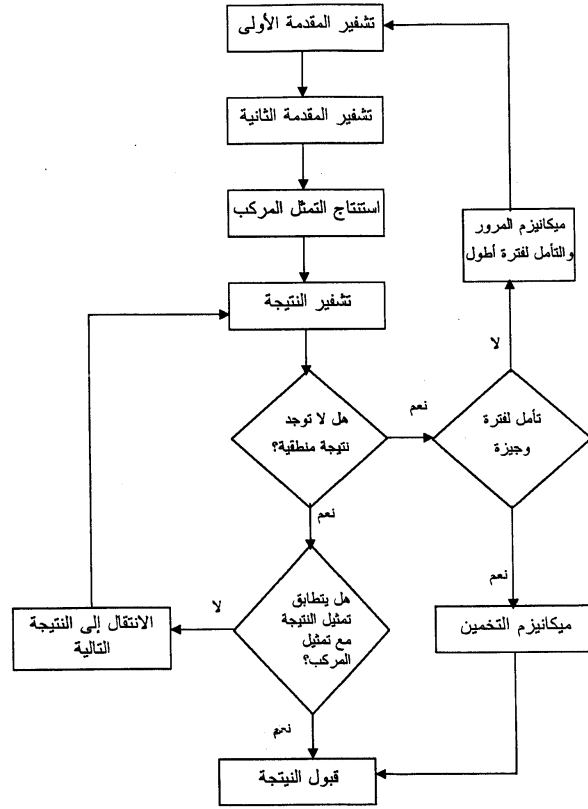 تشفير المقدمة الأولى
تشفير المقدمة الثانية
استنتاج التمثل المركب
ميكانيزم المرور
والتأمل لفترة أطول
تشفير النتيجة
لا
هل لا توجد
نتيجة منطقية؟
نعم
تأمل لفترة
وجيزة
نعم
نعم
هل يتطابق
تمثيل النتيجة
مع تمثيل
المركب؟
لا
الانتقال إلى النتيجة
التالية
ميكانيزم التخمين
نعم
قبول النيتجة